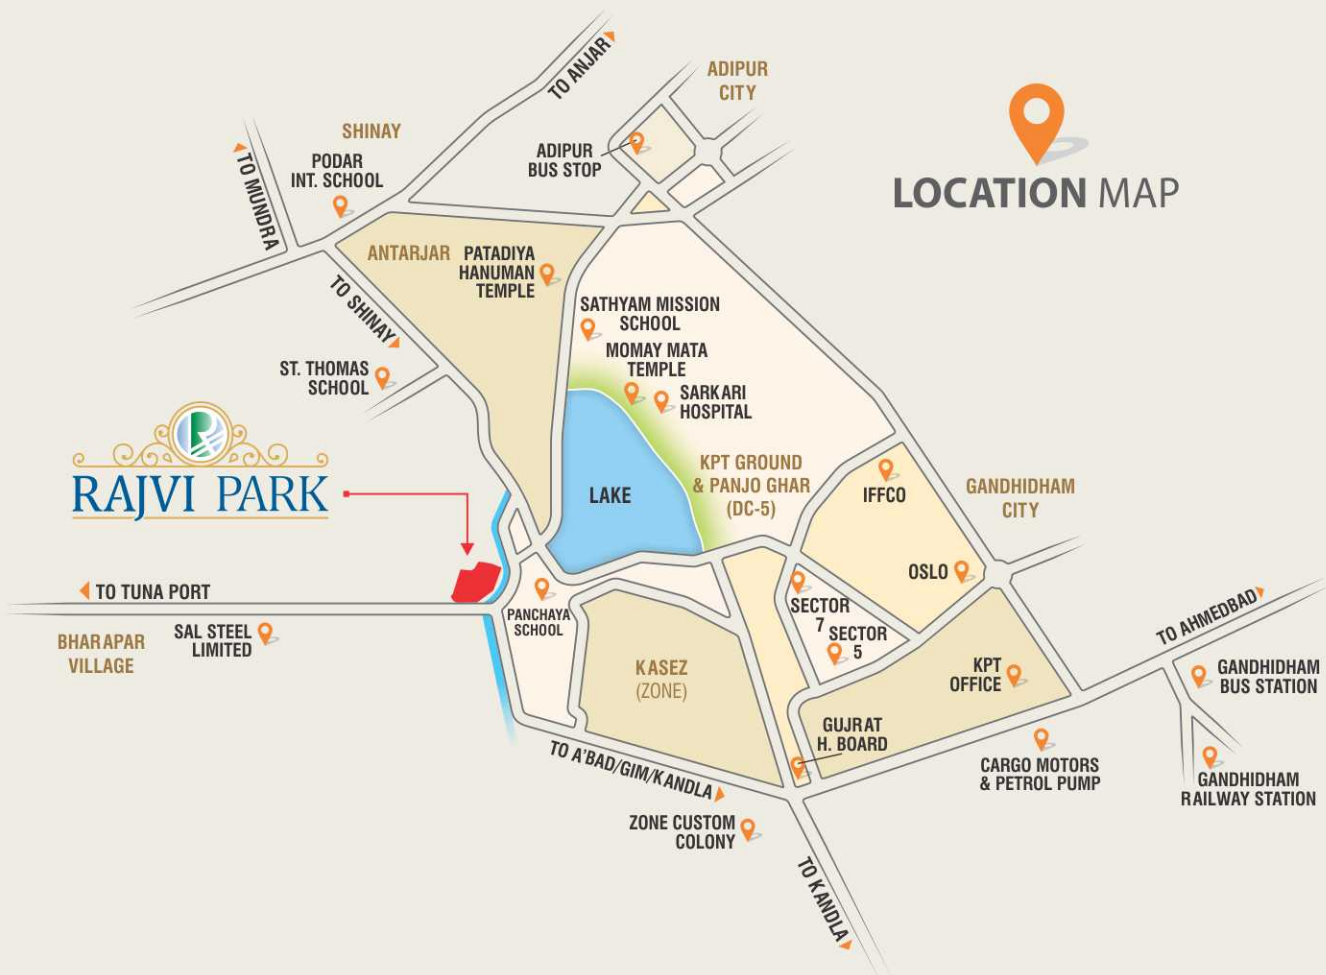 TO ANJAR
ADIPUR
CITY
SHINAY
PODAR
INT. SCHOOL
TO MUNDRA
ADIPUR
BUS STOP
LOCATION MAP
ANTARJAR
PATADIYA
HANUMAN
TEMPLE
TO SHINAY
SATHYAM MISSION
SCHOOL
MOMAY MATA
TEMPLE
SARKARI
HOSPITAL
ST. THOMAS
SCHOOL
R
RAJVI PARK
LAKE
KPT GROUND
& PANJO GHAR
(DC-5)
IFFCO
GANDHIDHAM
CITY
OSLO
TO TUNA PORT
SAL STEEL
LIMITED
BHARAPAR
VILLAGE
PANCHAYA
SCHOOL
KASEZ
(ZONE)
SECTOR
7
SECTOR
5
KPT
OFFICE
TO AHMEDBAD
GANDHIDHAM
BUS STATION
GUJRAT
H. BOARD
CARGO MOTORS
& PETROL PUMP
GANDHIDHAM
RAILWAY STATION
TO A'BAD/GIM/KANDLA
ZONE CUSTOM
COLONY
TO KANDLA